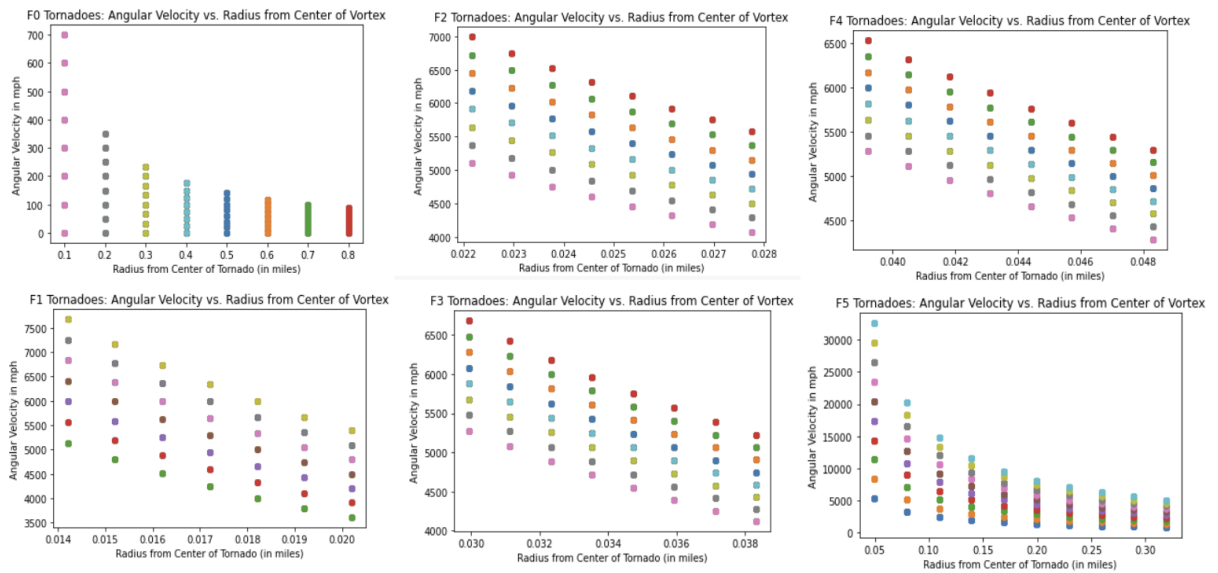 F0 Tornadoes: Angular Velocity vs. Radius from Center of Vortex
Angular Velocity in mph
700
600
500
400
300
200
100
0
0.1 0.2 0.3 0.4 0.5 0.6 0.7 0.8
Radius from Center of Tornado (in miles)
F2 Tornadoes: Angular Velocity vs. Radius from Center of Vortex
Angular Velocity in mph
7000
6500
6000
5500
5000
4500
4000
0.022 0.023 0.024 0.025 0.026 0.027 0.028
Radius from Center of Tornado (in miles)
F4 Tornadoes: Angular Velocity vs. Radius from Center of Vortex
Angular Velocity in mph
6500
6000
5500
5000
4500
0.040 0.042 0.044 0.046 0.048
Radius from Center of Tornado (in miles)
F1 Tornadoes: Angular Velocity vs. Radius from Center of Vortex
Angular Velocity in mph
7500
7000
6500
6000
5500
5000
4500
4000
3500
0.014 0.015 0.016 0.017 0.018 0.019 0.020
Radius from Center of Tornado (in miles)
F3 Tornadoes: Angular Velocity vs. Radius from Center of Vortex
Angular Velocity in mph
6500
6000
5500
5000
4500
4000
0.030 0.032 0.034 0.036 0.038
Radius from Center of Tornado (in miles)
F5 Tornadoes: Angular Velocity vs. Radius from Center of Vortex
Angular Velocity in mph
30000
25000
20000
15000
10000
5000
0
0.05 0.10 0.15 0.20 0.25 0.30
Radius from Center of Tornado (in miles)